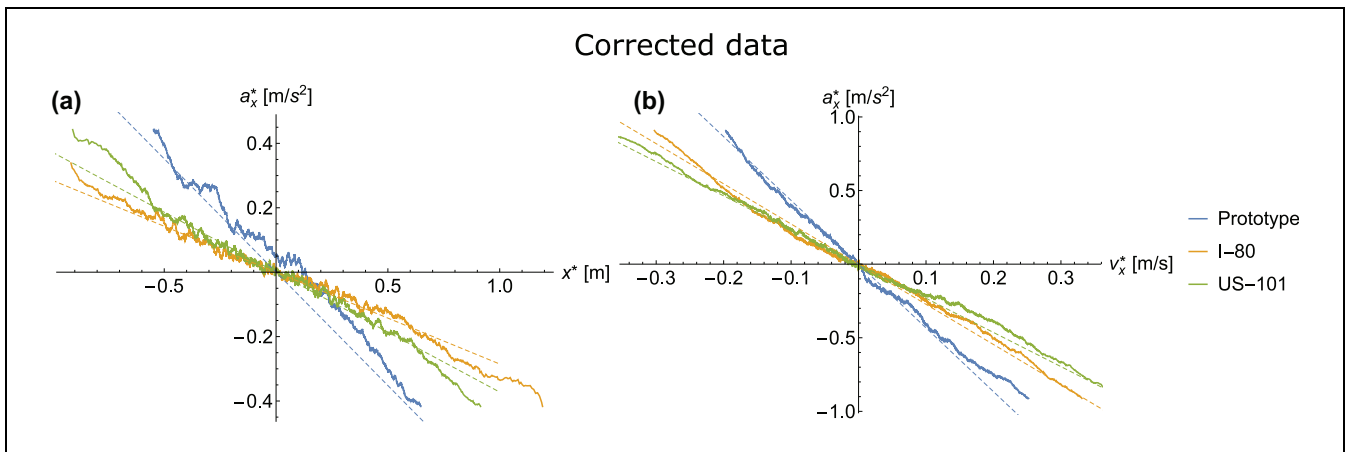 Corrected data
(a)
a*x [m/s²]
0.4
0.2
−0.5
0.5
1.0
x* [m]
−0.2
−0.4
(b)
a*x [m/s²]
1.0
0.5
−0.3
−0.2
−0.1
0.1
0.2
0.3
v*x [m/s]
−0.5
−1.0
Prototype
I−80
US−101